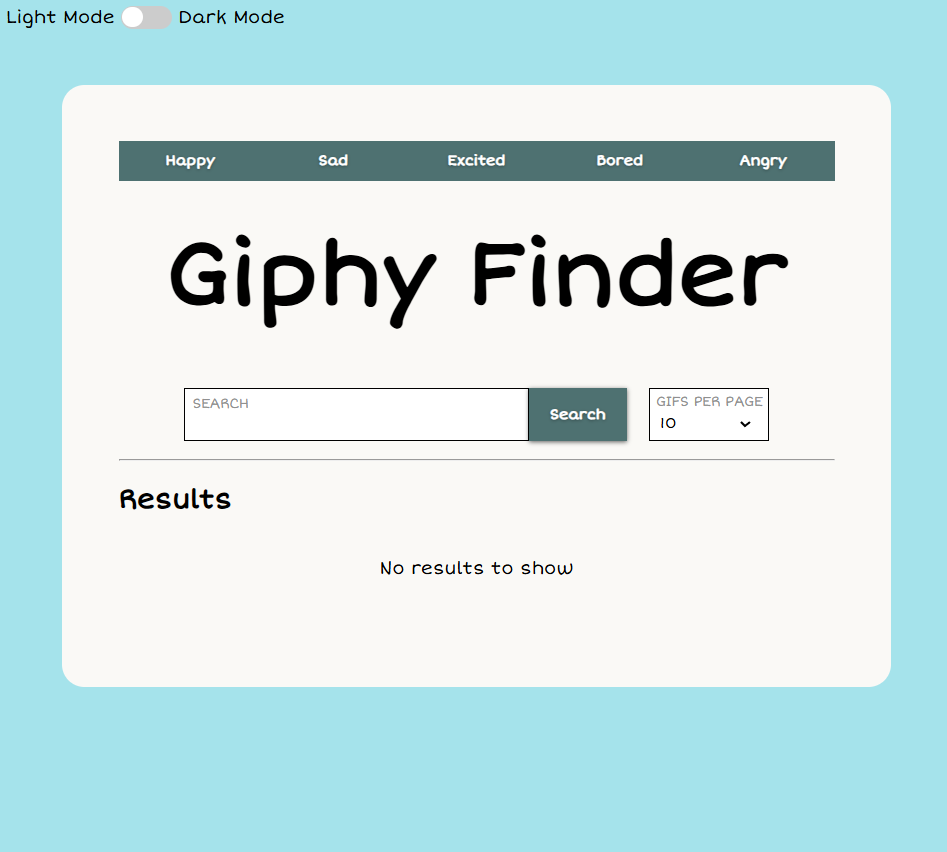 Light Mode Dark Mode
Happy Sad Excited Bored Angry
Giphy Finder
SEARCH
Search
GIFS PER PAGE
10
Results
No results to show